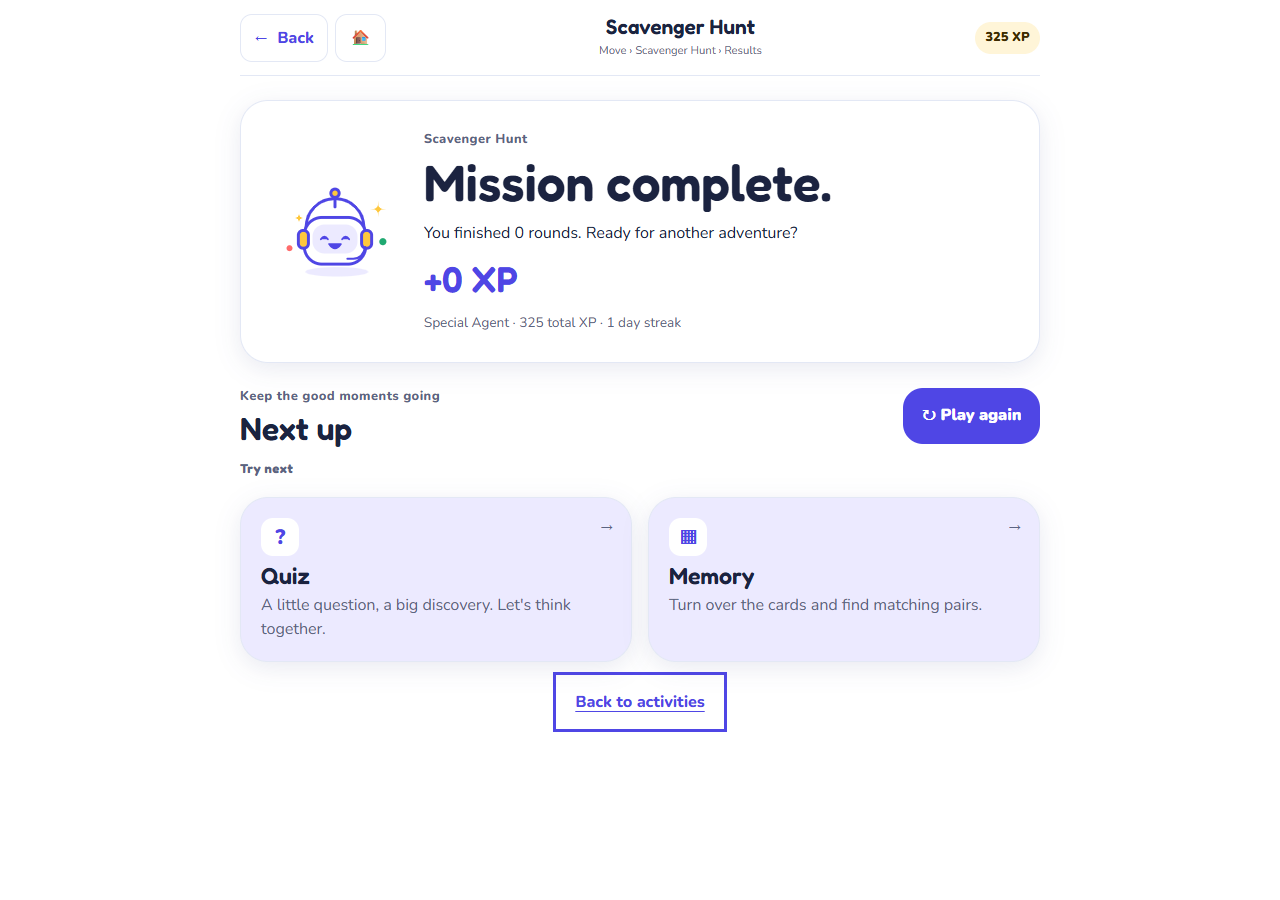 ← Back
Scavenger Hunt
Move › Scavenger Hunt › Results
325 XP
Scavenger Hunt
Mission complete.
You finished 0 rounds. Ready for another adventure?
+0 XP
Special Agent · 325 total XP · 1 day streak
Keep the good moments going
Next up
↻ Play again
Try next
?
→
Quiz
A little question, a big discovery. Let's think
together.
▦
→
Memory
Turn over the cards and find matching pairs.
Back to activities